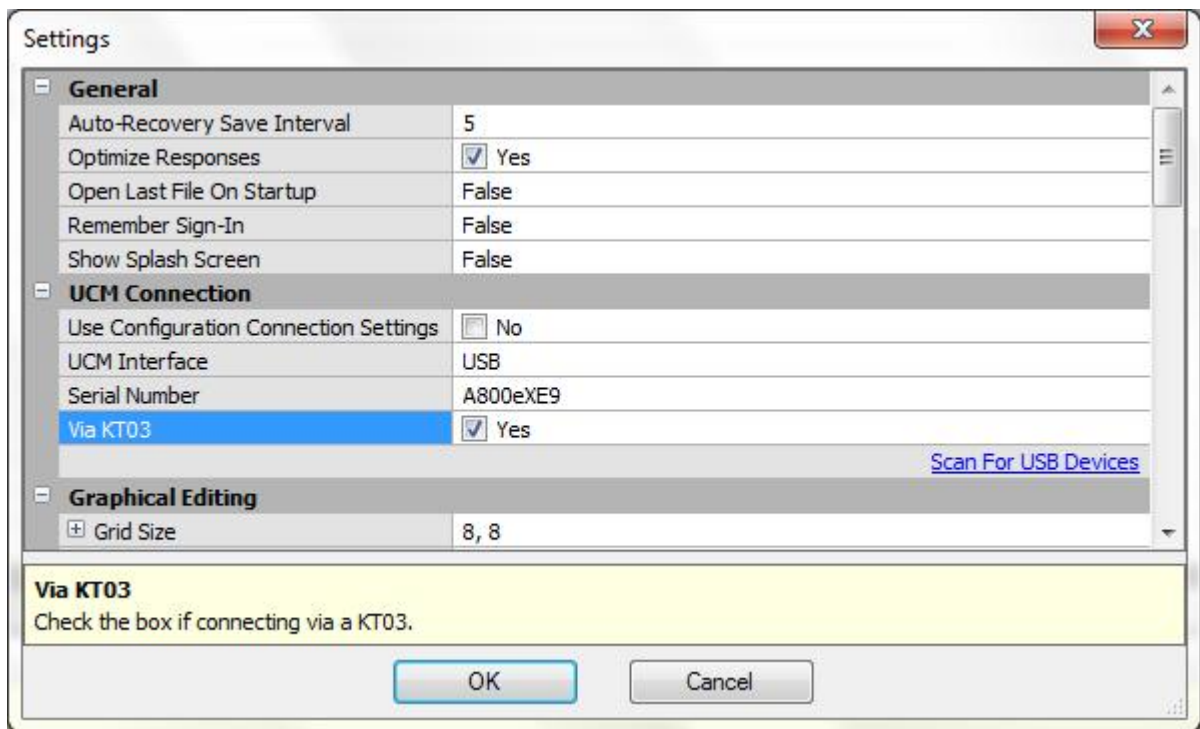 Settings
General
Auto-Recovery Save Interval 5
Optimize Responses Yes
Open Last File On Startup False
Remember Sign-In False
Show Splash Screen False
UCM Connection
Use Configuration Connection Settings No
UCM Interface USB
Serial Number A800eXE9
Via KT03 Yes
Scan For USB Devices
Graphical Editing
Grid Size 8, 8
Via KT03
Check the box if connecting via a KT03.
OK Cancel